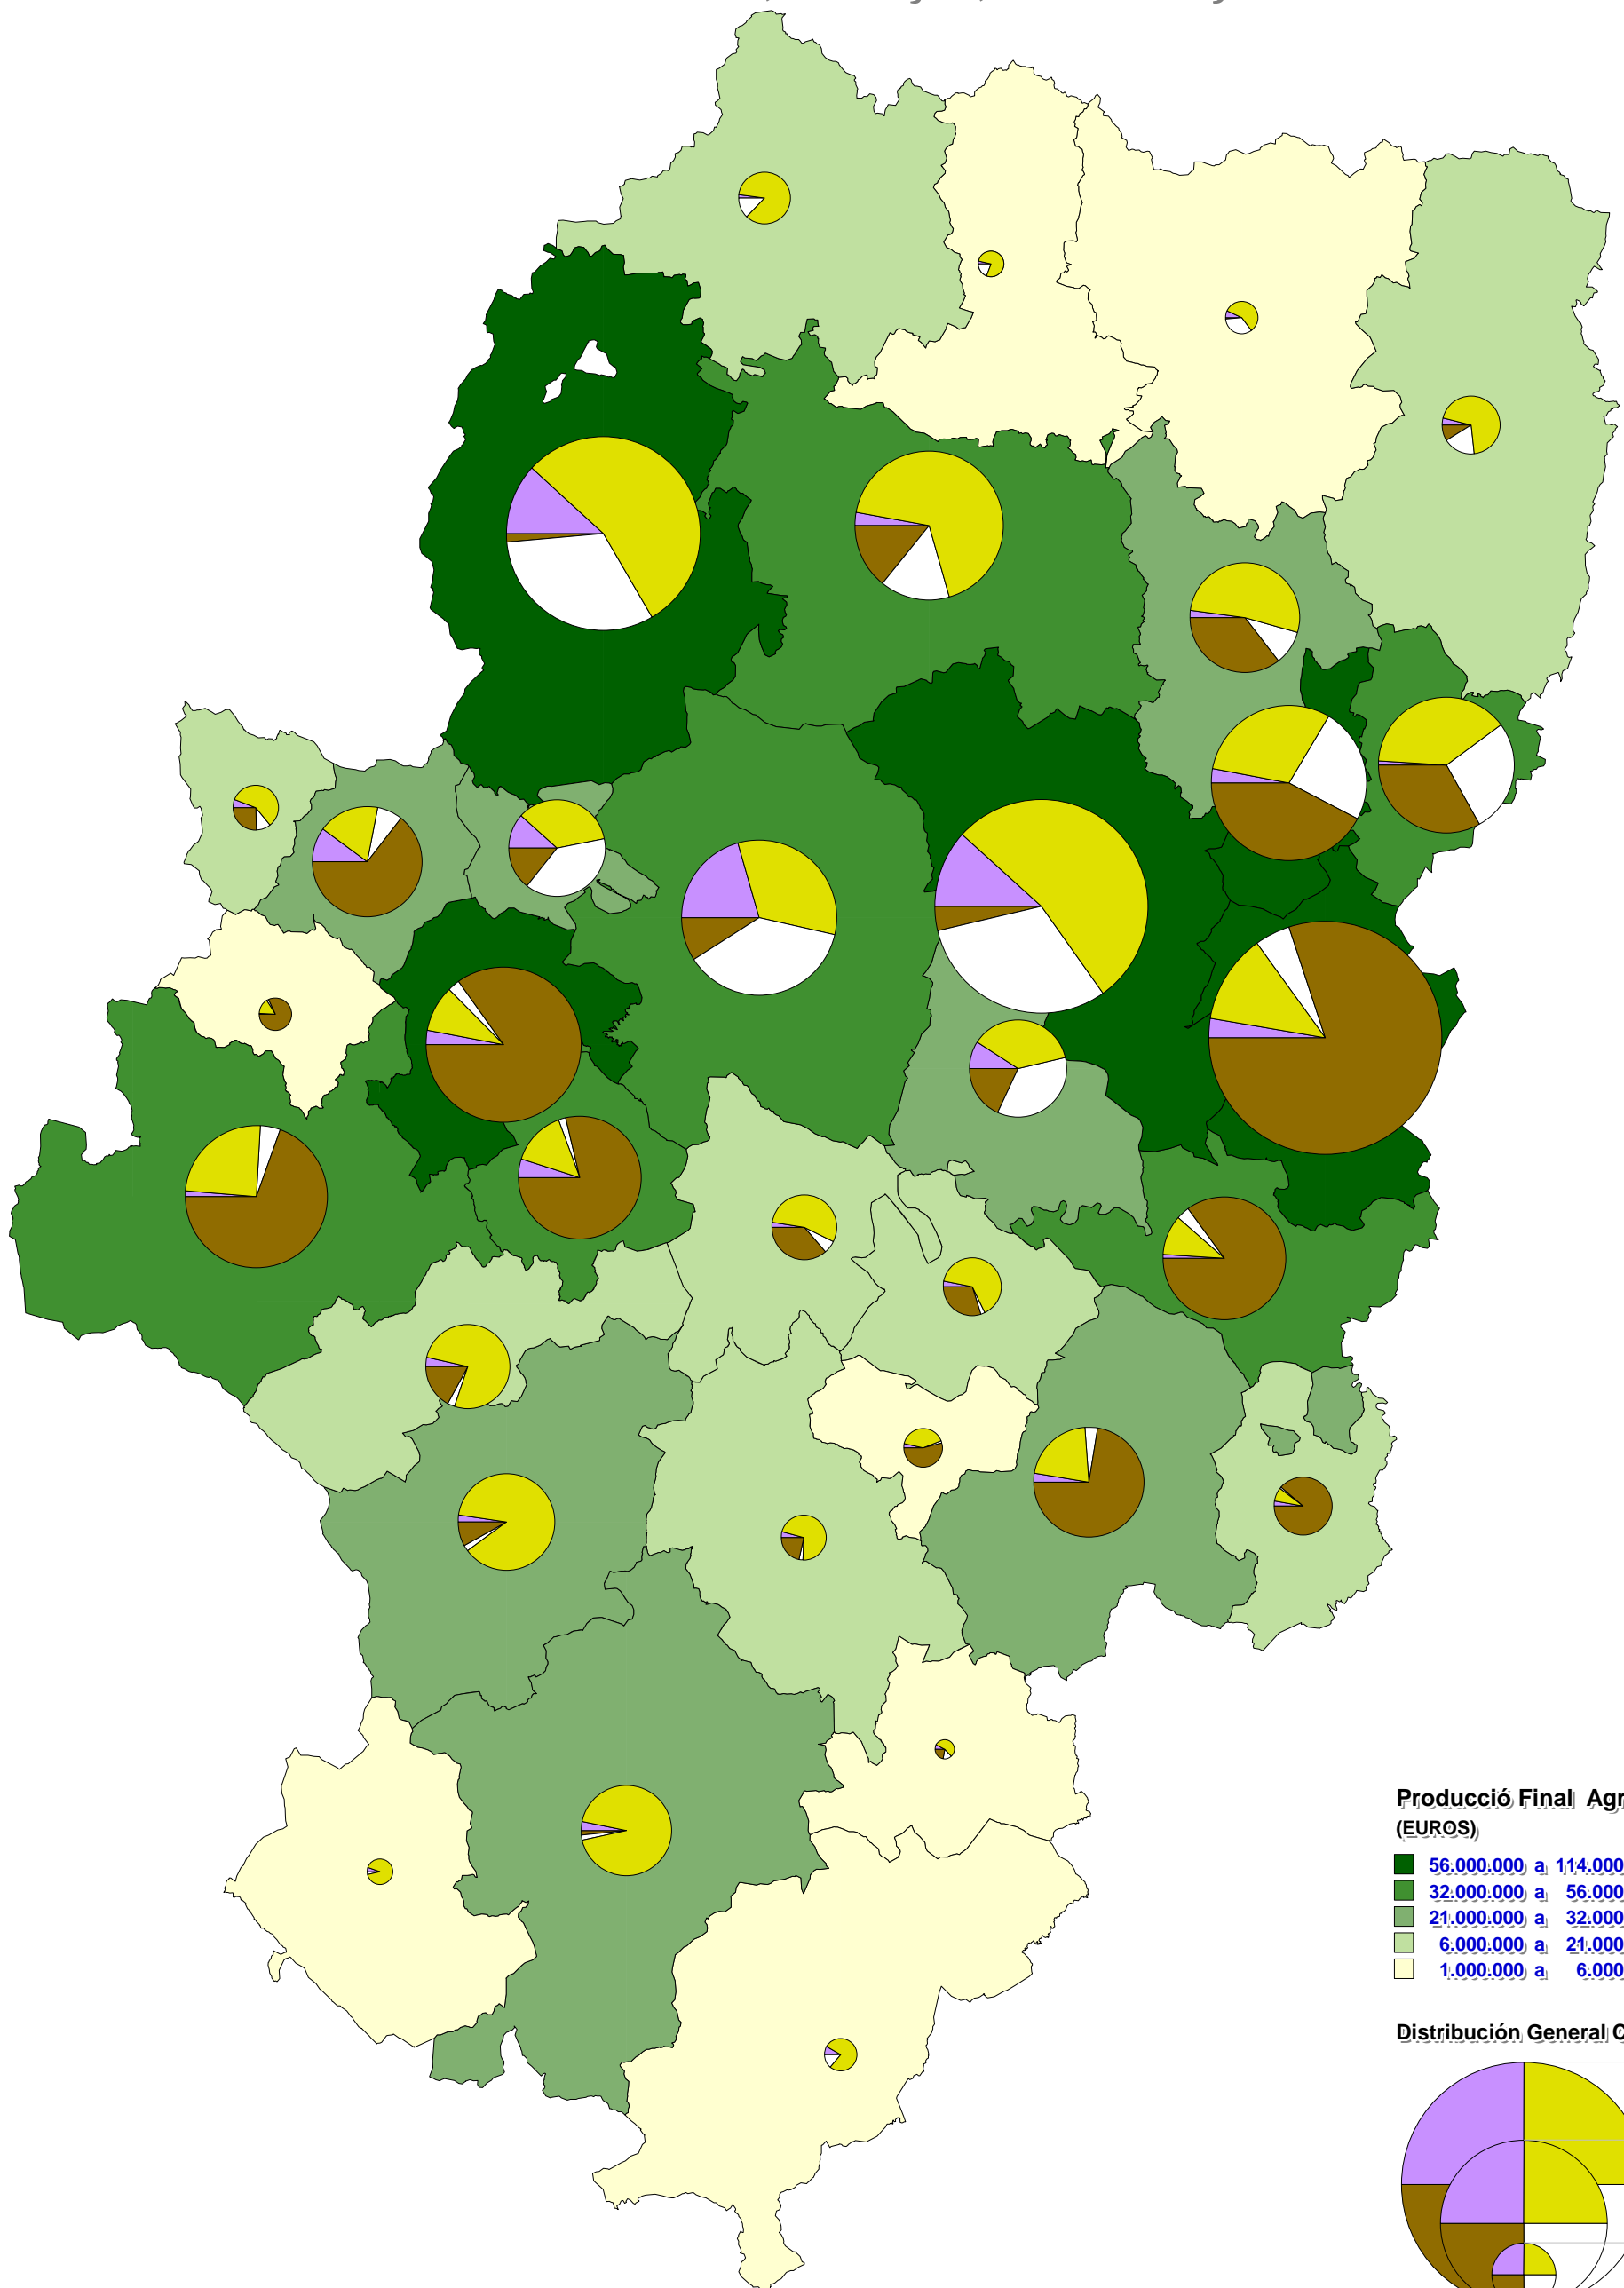 Producció Final Agr
(EUROS)
56.000.000 a 114.000
32.000.000 a 56.000
21.000.000 a 32.000
6.000.000 a 21.000
1.000.000 a 6.000
Distribución General